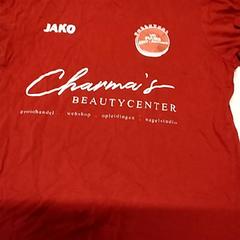 JAKO
Charma's
BEAUTYCENTER
groothandel . webshop . opleidingen . nagelstudio